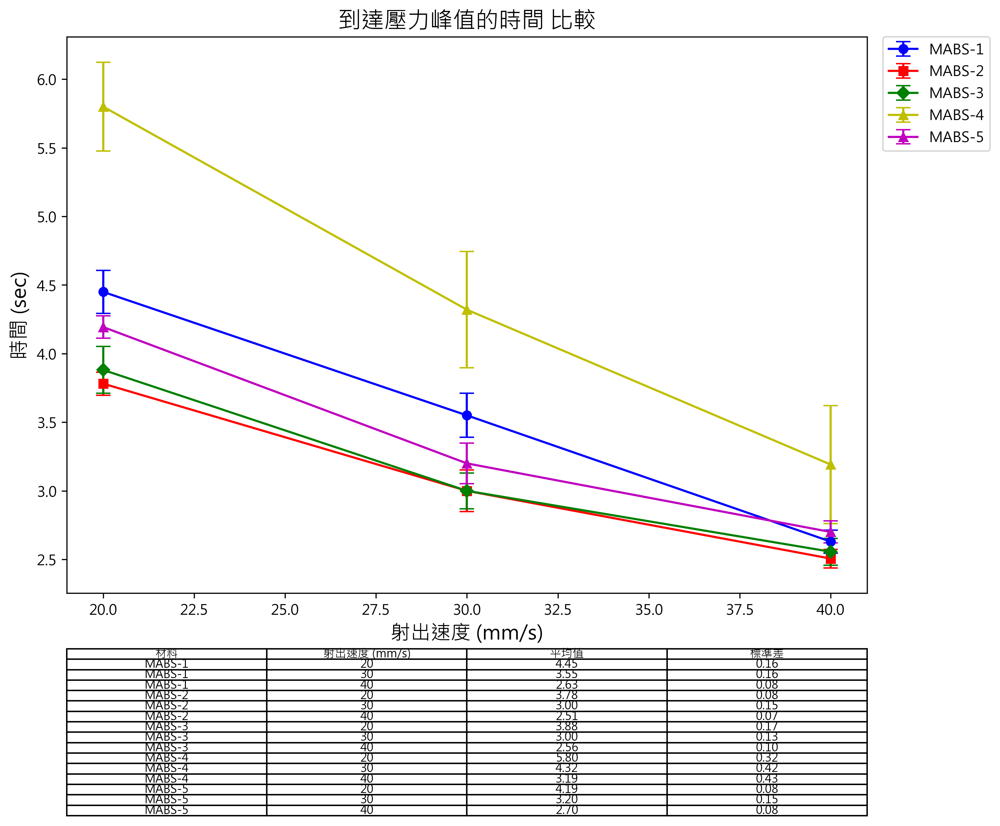 到達壓力峰值的時間 比較
MABS-1
MABS-2
MABS-3
MABS-4
MABS-5
時間 (sec)
6.0
5.5
5.0
4.5
4.0
3.5
3.0
2.5
20.0 22.5 25.0 27.5 30.0 32.5 35.0 37.5 40.0
射出速度 (mm/s)
材料 射出速度 (mm/s) 平均值 標準差
MABS-1 20 4.45 0.16
MABS-1 30 3.55 0.16
MABS-1 40 2.63 0.08
MABS-2 20 3.78 0.08
MABS-2 30 3.00 0.15
MABS-2 40 2.51 0.07
MABS-3 20 3.88 0.17
MABS-3 30 3.00 0.13
MABS-3 40 2.56 0.10
MABS-4 20 5.80 0.32
MABS-4 30 4.32 0.42
MABS-4 40 3.19 0.43
MABS-5 20 4.19 0.08
MABS-5 30 3.20 0.15
MABS-5 40 2.70 0.08